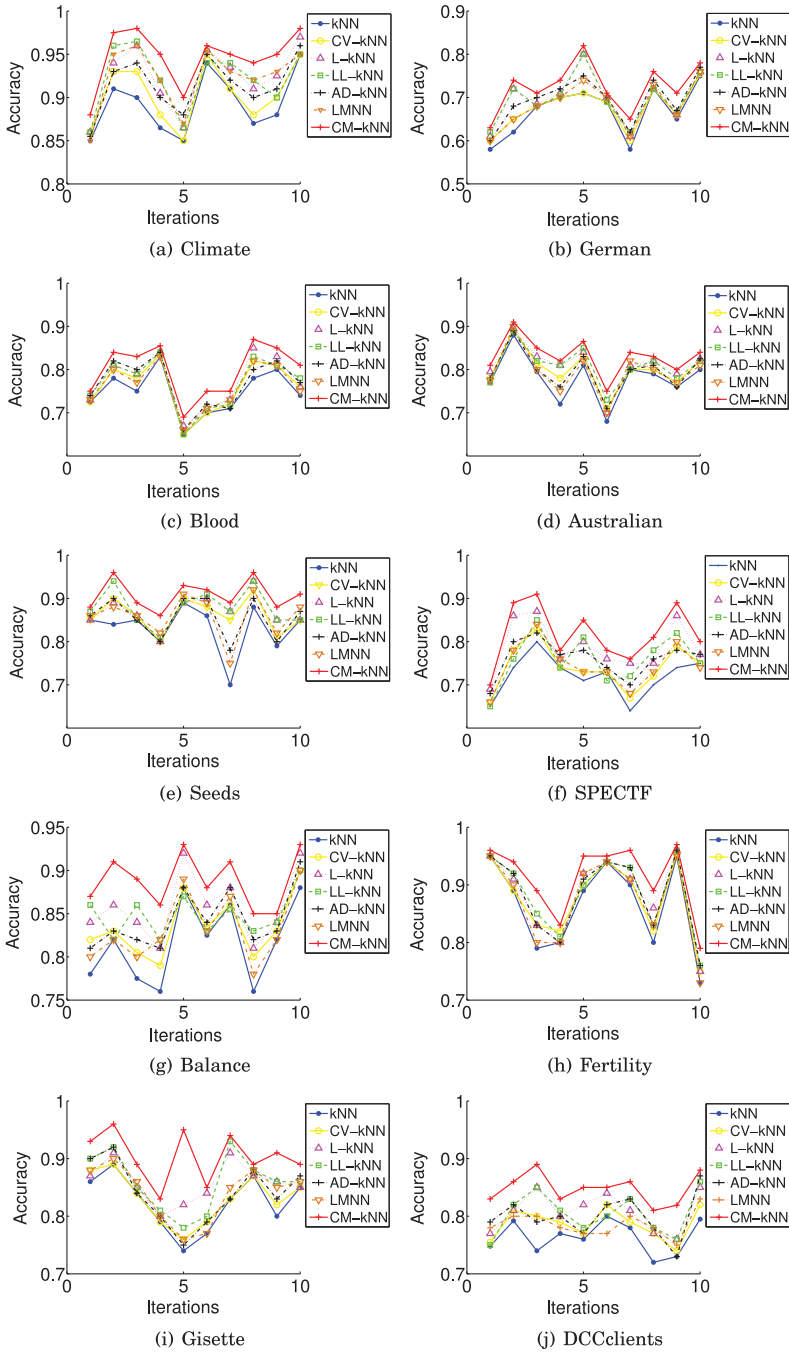 1
0.95
0.9
0.85
0.8
0 5 10
Accuracy
Iterations
kNN
CV−kNN
L−kNN
LL−kNN
AD−kNN
LMNN
CM−kNN
(a) Climate
1
0.9
0.8
0.7
0.6
0.5
0 5 10
Accuracy
Iterations
kNN
CV−kNN
L−kNN
LL−kNN
AD−kNN
LMNN
CM−kNN
(b) German
1
0.9
0.8
0.7
0 5 10
Accuracy
Iterations
kNN
CV−kNN
L−kNN
LL−kNN
AD−kNN
LMNN
CM−kNN
(c) Blood
1
0.9
0.8
0.7
0 5 10
Accuracy
Iterations
kNN
CV−kNN
L−kNN
LL−kNN
AD−kNN
LMNN
CM−kNN
(d) Australian
1
0.9
0.8
0.7
0 5 10
Accuracy
Iterations
kNN
CV−kNN
L−kNN
LL−kNN
AD−kNN
LMNN
CM−kNN
(e) Seeds
1
0.9
0.8
0.7
0 5 10
Accuracy
Iterations
kNN
CV−kNN
L−kNN
LL−kNN
AD−kNN
LMNN
CM−kNN
(f) SPECTF
0.95
0.9
0.85
0.8
0.75
0 5 10
Accuracy
Iterations
kNN
CV−kNN
L−kNN
LL−kNN
AD−kNN
LMNN
CM−kNN
(g) Balance
1
0.9
0.8
0.7
0 5 10
Accuracy
Iterations
kNN
CV−kNN
L−kNN
LL−kNN
AD−kNN
LMNN
CM−kNN
(h) Fertility
1
0.9
0.8
0.7
0 5 10
Accuracy
Iterations
kNN
CV−kNN
L−kNN
LL−kNN
AD−kNN
LMNN
CM−kNN
(i) Gisette
1
0.9
0.8
0.7
0 5 10
Accuracy
Iterations
kNN
CV−kNN
L−kNN
LL−kNN
AD−kNN
LMNN
CM−kNN
(j) DCCclients